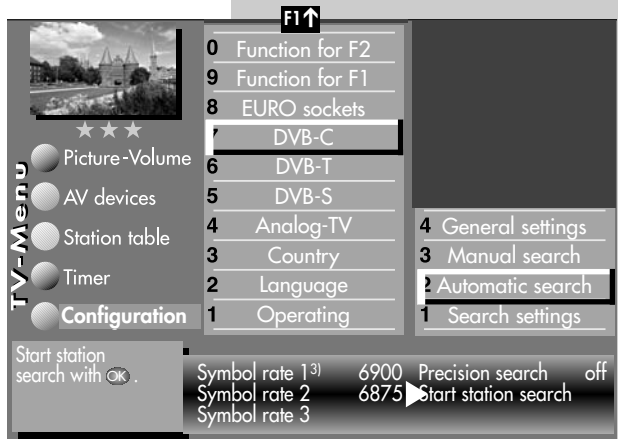 F1↑
0 Function for F2
9 Function for F1
8 EURO sockets
7 DVB-C
6 DVB-T
5 DVB-S
4 Analog-TV
3 Country
2 Language
1 Operating
TV-Menu
Picture-Volume
AV devices
Station table
Timer
Configuration
4 General settings
3 Manual search
2 Automatic search
1 Search settings
Start station
search with OK .
Symbol rate 1 3) 6900
Symbol rate 2 6875
Symbol rate 3
Precision search off
Start station search